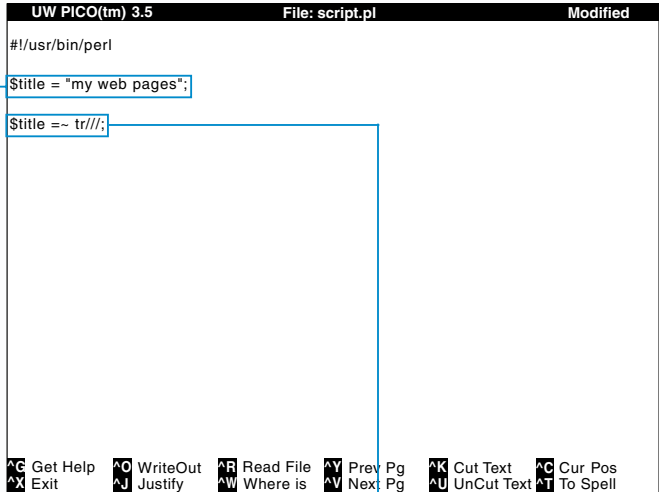 UW PICO(tm) 3.5 File: script.pl Modified
#!/usr/bin/perl
$title = "my web pages";
$title =~ tr///;
^G Get Help ^O WriteOut ^R Read File ^Y Prev Pg ^K Cut Text ^C Cur Pos
^X Exit ^J Justify ^W Where is ^V Next Pg ^U UnCut Text ^T To Spell